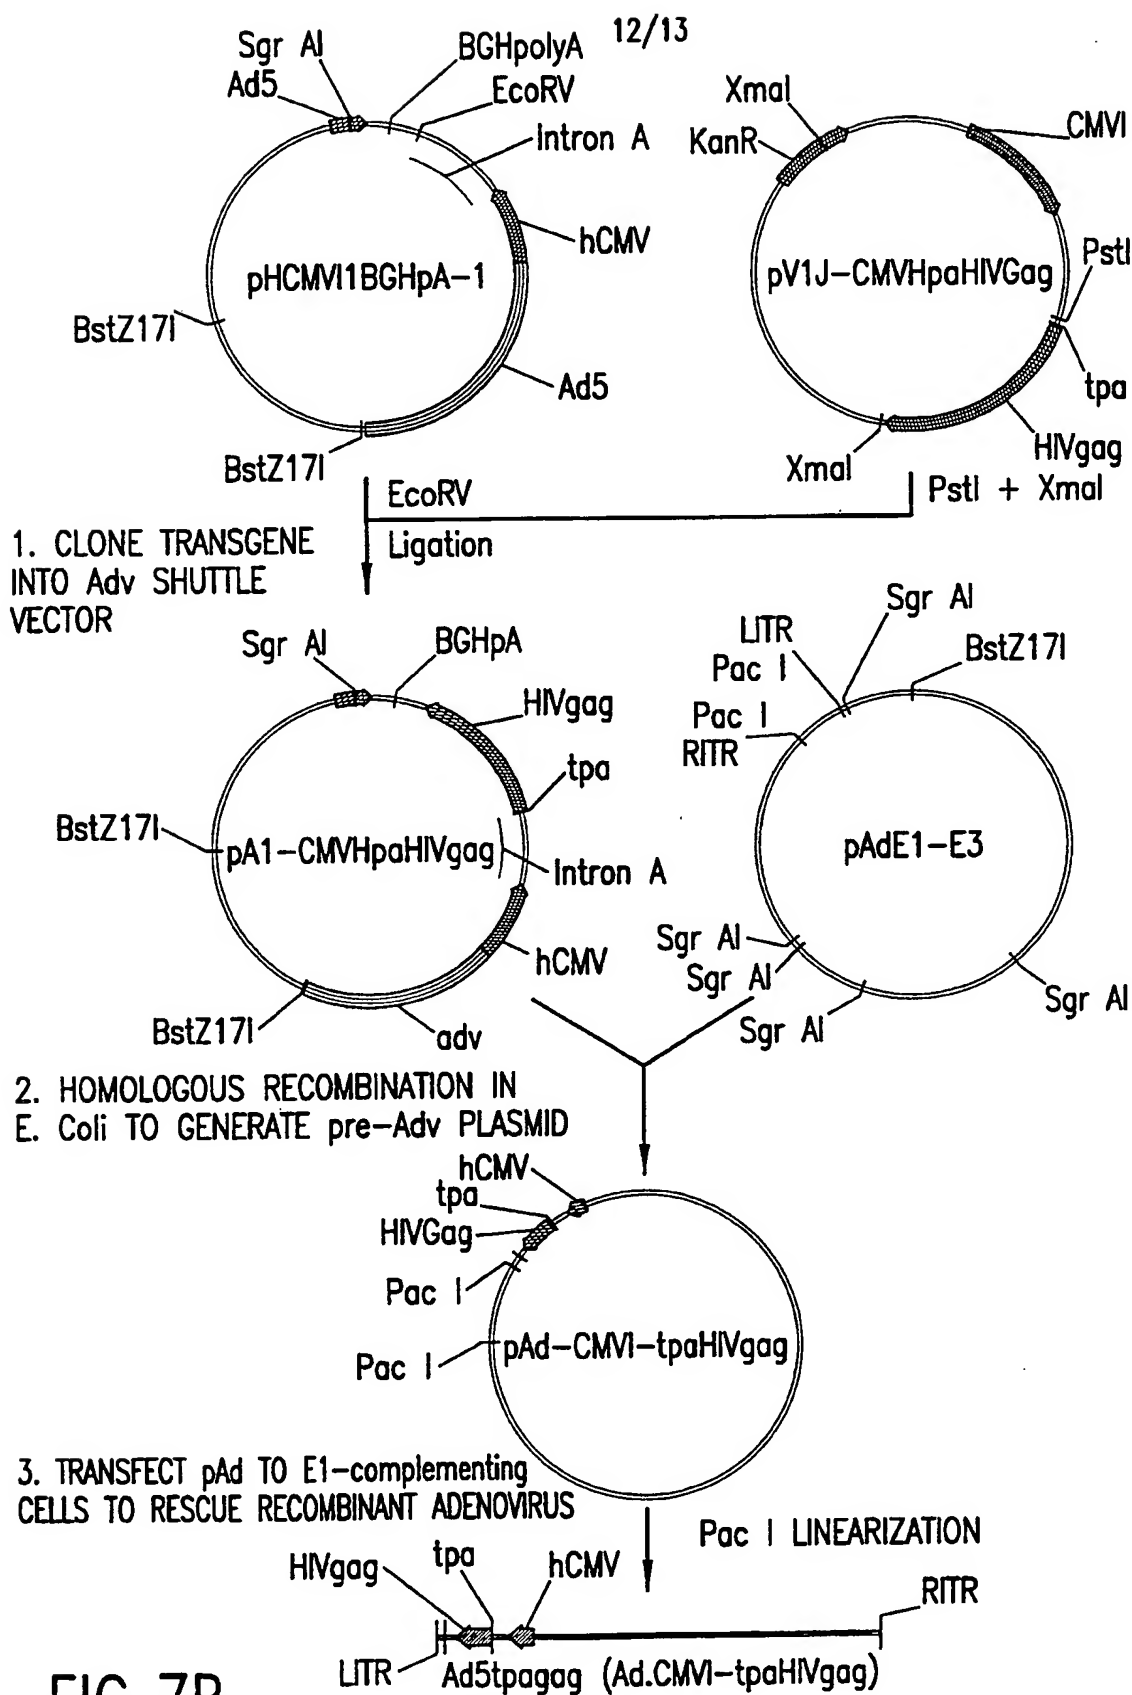 12/13
Sgr AI
Ad5
BGHpolyA
EcoRV
Intron A
hCMV
pHCMVI1BGHpA-1
BstZ17I
Ad5
BstZ17I
XmaI
KanR
CMVI
PstI
pV1J-CMVHpaHIVGag
tpa
HIVgag
XmaI
EcoRV
PstI + XmaI
Ligation
1. CLONE TRANSGENE
INTO Adv SHUTTLE
VECTOR
Sgr AI
BGHpA
HIVgag
tpa
BstZ17I
pA1-CMVHpaHIVgag
Intron A
hCMV
BstZ17I
adv
Sgr AI
LITR
Pac I
BstZ17I
Pac I
RITR
pAdE1-E3
Sgr AI
Sgr AI
Sgr AI
Sgr AI
2. HOMOLOGOUS RECOMBINATION IN
E. Coli TO GENERATE pre-Adv PLASMID
hCMV
tpa
HIVGag
Pac I
pAd-CMVI-tpaHIVgag
Pac I
3. TRANSFECT pAd TO E1-complementing
CELLS TO RESCUE RECOMBINANT ADENOVIRUS
Pac I LINEARIZATION
HIVgag
tpa
hCMV
RITR
LITR
Ad5tpagag (Ad.CMVI-tpaHIVgag)
FIG.7B